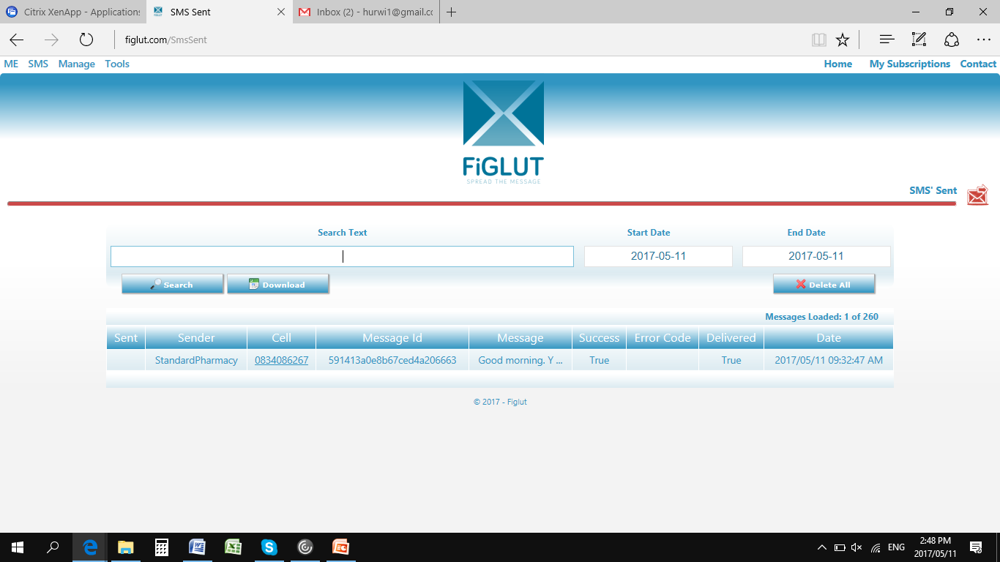 Citrix XenApp - Applications
SMS Sent
Inbox (2) - hurwi1@gmail.cc
figlut.com/SmsSent
ME SMS Manage Tools
Home My Subscriptions Contact
FiGLUT
SPREAD THE MESSAGE
SMS' Sent
Search Text Start Date End Date
2017-05-11 2017-05-11
Search Download Delete All
Messages Loaded: 1 of 260
Sent Sender Cell Message Id Message Success Error Code Delivered Date
StandardPharmacy 0834086267 591413a0e8b67ced4a206663 Good morning. Y ... True True 2017/05/11 09:32:47 AM
© 2017 - Figlut
ENG
2:48 PM
2017/05/11